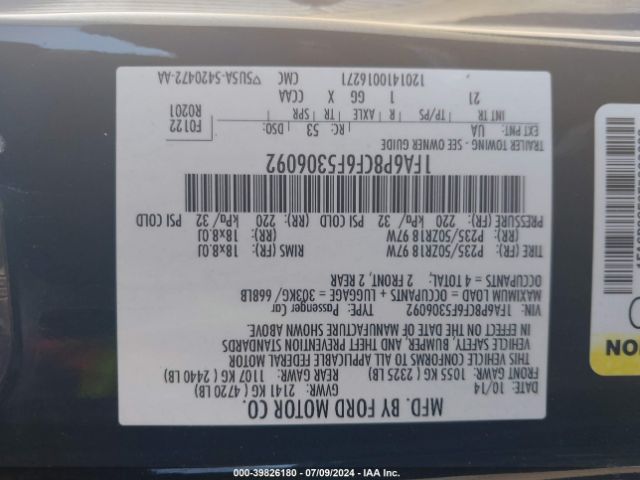 MFD. BY FORD MOTOR CO.
DATE: 10/14 GVWR: 2141 KG ( 4720 LB)
FRONT GAWR: 1055 KG ( 2325 LB) REAR GAWR: 1107 KG ( 2440 LB)
THIS VEHICLE CONFORMS TO ALL APPLICABLE FEDERAL MOTOR
VEHICLE SAFETY, BUMPER, AND THEFT PREVENTION STANDARDS
IN EFFECT ON THE DATE OF MANUFACTURE SHOWN ABOVE.
VIN: 1FA6P8CF6F5306092 TYPE: Passenger Car
MAXIMUM LOAD = OCCUPANTS + LUGGAGE = 303KG/ 668LB
OCCUPANTS = 4 TOTAL: 2 FRONT, 2 REAR
TIRE (FR): P235/50ZR18 97W RIMS (FR): 18x8.0J
(RR): P235/50ZR18 97W (RR): 18x8.0J
PRESSURE (FR): 220 kPa/ 32 PSI COLD (RR): 220 kPa/ 32 PSI COLD
1FA6P8CF6F5306092
TRAILER TOWING - SEE OWNER GUIDE
EXT PNT: UA RC: 53 DSO: F0122
R0201
INT TR TP/PS R AXLE TR SPR
21 1 GG X CCAA
1201410016271 CMC
5U5A-5420472-AA
ION
#00-39826180 - 07/09/2024 - IAA Inc.